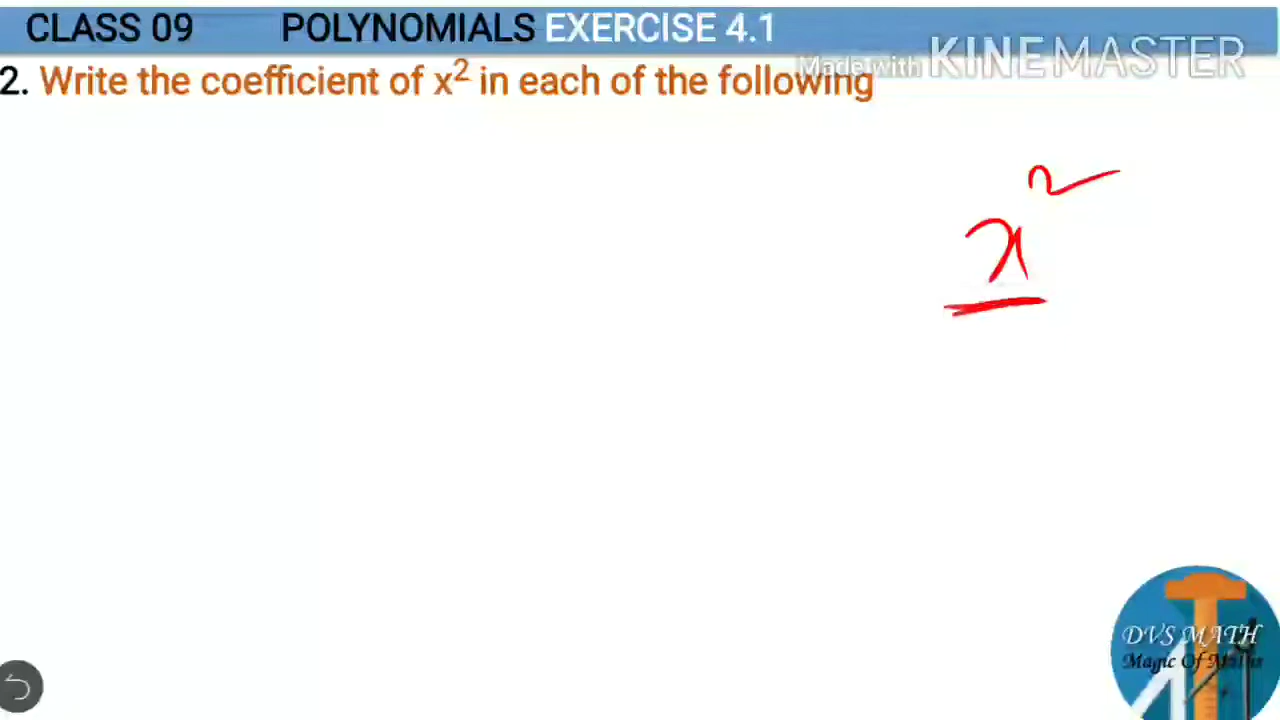 CLASS 09 POLYNOMIALS EXERCISE 4.1
Made with KINEMASTER
2. Write the coefficient of x² in each of the following
x²
DVS MATH
Magic Of Maths